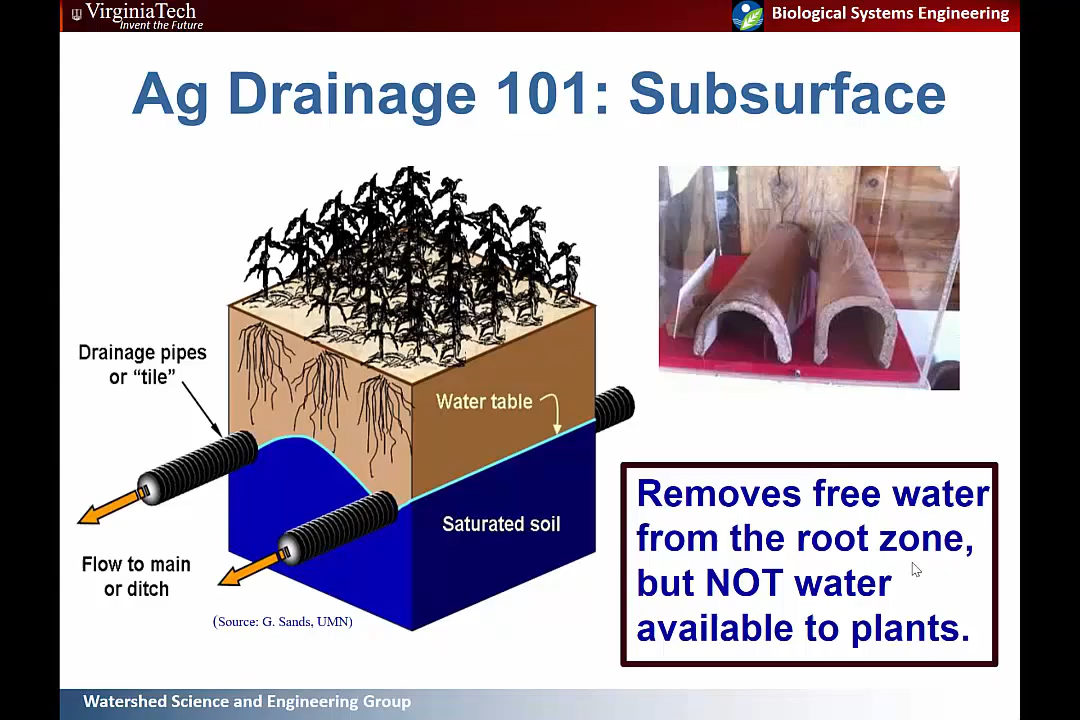 VirginiaTech
Invent the Future
Biological Systems Engineering
Ag Drainage 101: Subsurface
Drainage pipes
or “tile”
Water table
Saturated soil
Flow to main
or ditch
(Source: G. Sands, UMN)
Removes free water
from the root zone,
but NOT water
available to plants.
Watershed Science and Engineering Group